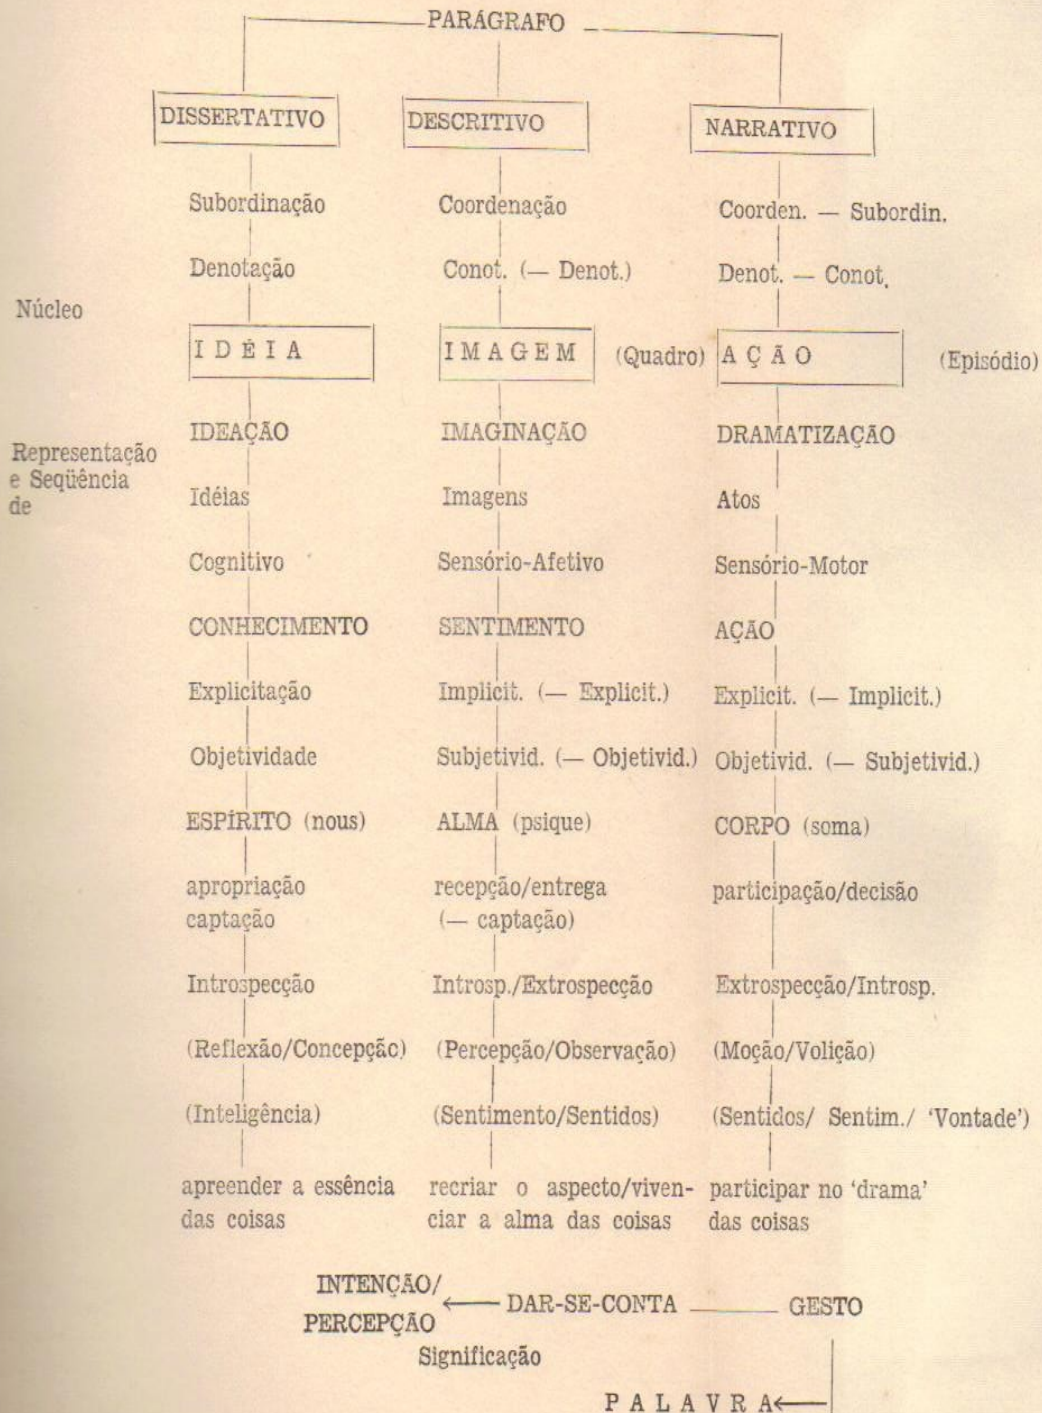 PARÁGRAFO
DISSERTATIVO DESCRITIVO NARRATIVO
Subordinação Coordenação Coorden. — Subordin.
Denotação Conot. (— Denot.) Denot. — Conot.
Núcleo
I D É I A I M A G E M (Quadro) A Ç Ã O (Episódio)
IDEAÇÃO IMAGINAÇÃO DRAMATIZAÇÃO
Representação
e Seqüência
de
Idéias Imagens Atos
Cognitivo Sensório-Afetivo Sensório-Motor
CONHECIMENTO SENTIMENTO AÇÃO
Explicitação Implicit. (— Explicit.) Explicit. (— Implicit.)
Objetividade Subjetivid. (— Objetivid.) Objetivid. (— Subjetivid.)
ESPÍRITO (nous) ALMA (psique) CORPO (soma)
apropriação recepção/entrega participação/decisão
captação (— captação)
Introspecção Introsp./Extrospecção Extrospecção/Introsp.
(Reflexão/Concepção) (Percepção/Observação) (Moção/Volição)
(Inteligência) (Sentimento/Sentidos) (Sentidos/ Sentim./ 'Vontade')
apreender a essência recriar o aspecto/viven- participar no 'drama'
das coisas ciar a alma das coisas das coisas
INTENÇÃO/
PERCEPÇÃO ←— DAR-SE-CONTA —— GESTO
Significação
P A L A V R A ←—